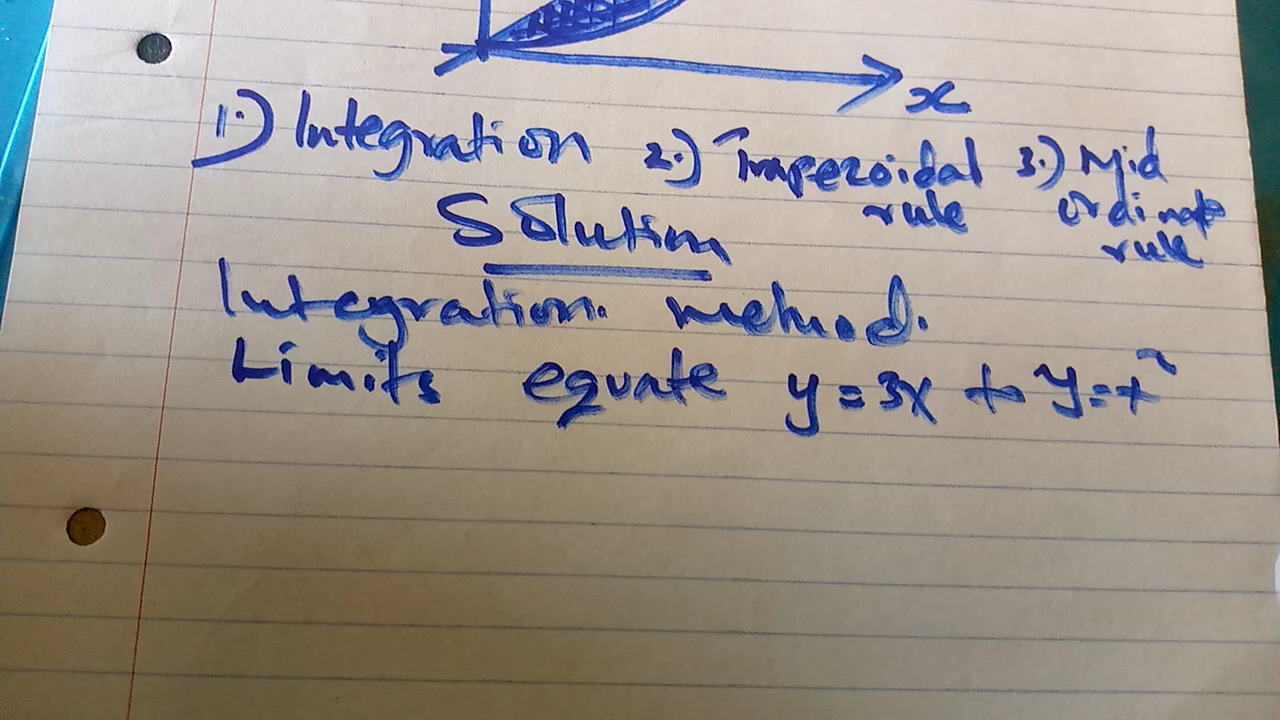 x
1.) Integration 2.) Trapezoidal 3.) Mid
rule ordinate
rule
Solution
Integration. method.
Limits equate y=3x to y=x²